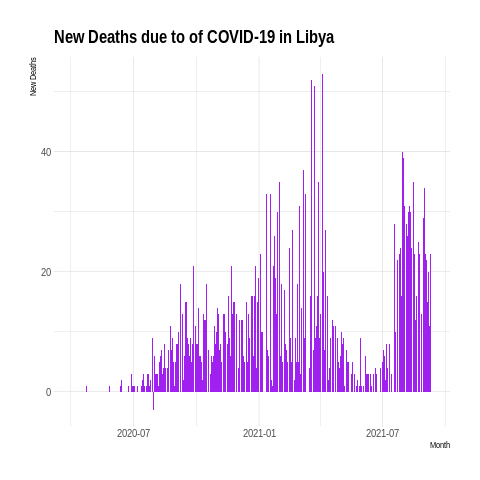 New Deaths due to of COVID-19 in Libya
New Deaths
40
20
0
2020-07
2021-01
2021-07
Month